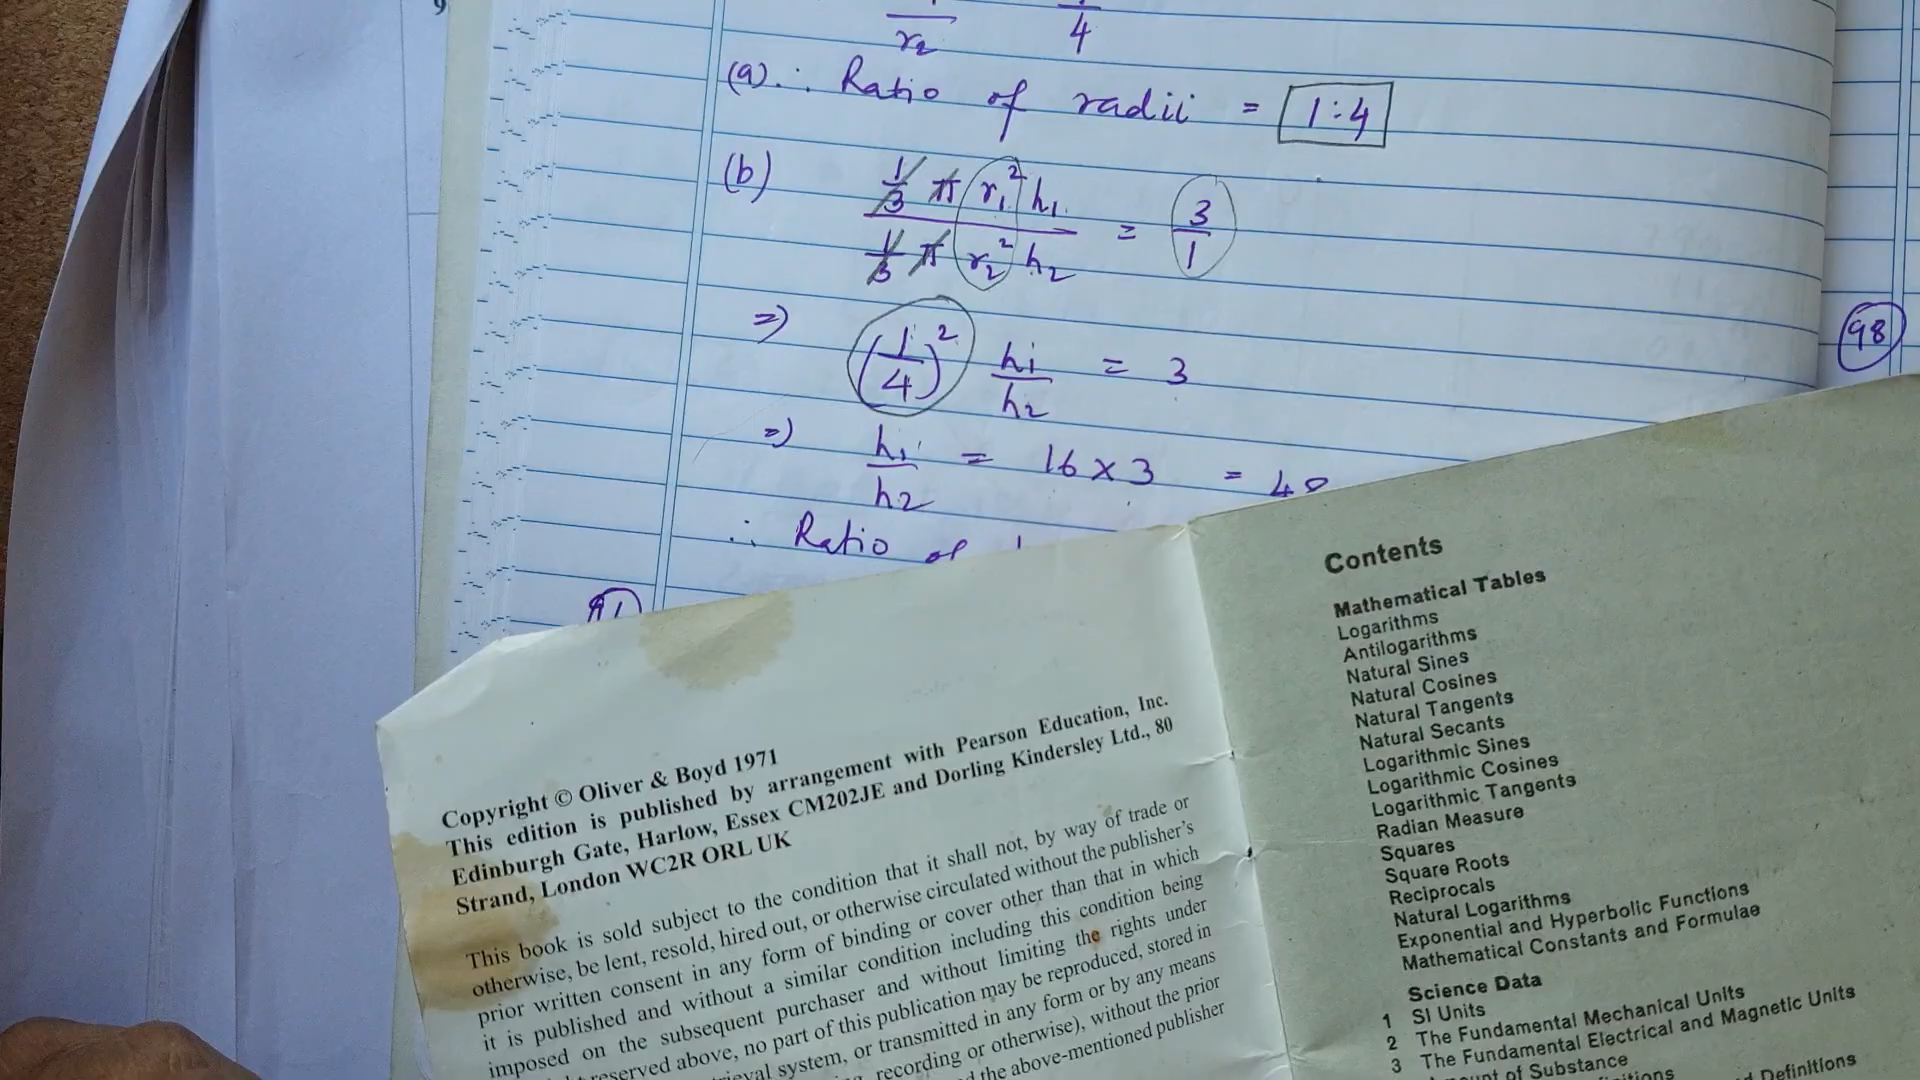 9
r2 4
(a) ∴ Ratio of radii = 1:4
(b) 1/3 π r1² h1 / 1/3 π r2² h2 = 3/1
=) (1/4)² h1/h2 = 3
98
=) h1/h2 = 16 × 3 = 48
∴ Ratio of
Copyright © Oliver & Boyd 1971
This edition is published by arrangement with Pearson Education, Inc.
Edinburgh Gate, Harlow, Essex CM202JE and Dorling Kindersley Ltd., 80
Strand, London WC2R ORL UK
This book is sold subject to the condition that it shall not, by way of trade or
otherwise, be lent, resold, hired out, or otherwise circulated without the publisher's
prior written consent in any form of binding or cover other than that in which
it is published and without a similar condition including this condition being
imposed on the subsequent purchaser and without limiting the rights under
reserved above, no part of this publication may be reproduced, stored in
system, or transmitted in any form or by any means
recording or otherwise), without the prior
the above-mentioned publisher
Contents
Mathematical Tables
Logarithms
Antilogarithms
Natural Sines
Natural Cosines
Natural Tangents
Natural Secants
Logarithmic Sines
Logarithmic Cosines
Logarithmic Tangents
Radian Measure
Squares
Square Roots
Reciprocals
Natural Logarithms
Exponential and Hyperbolic Functions
Mathematical Constants and Formulae
Science Data
1 SI Units
2 The Fundamental Mechanical Units
3 The Fundamental Electrical and Magnetic Units
of Substance
Definitions